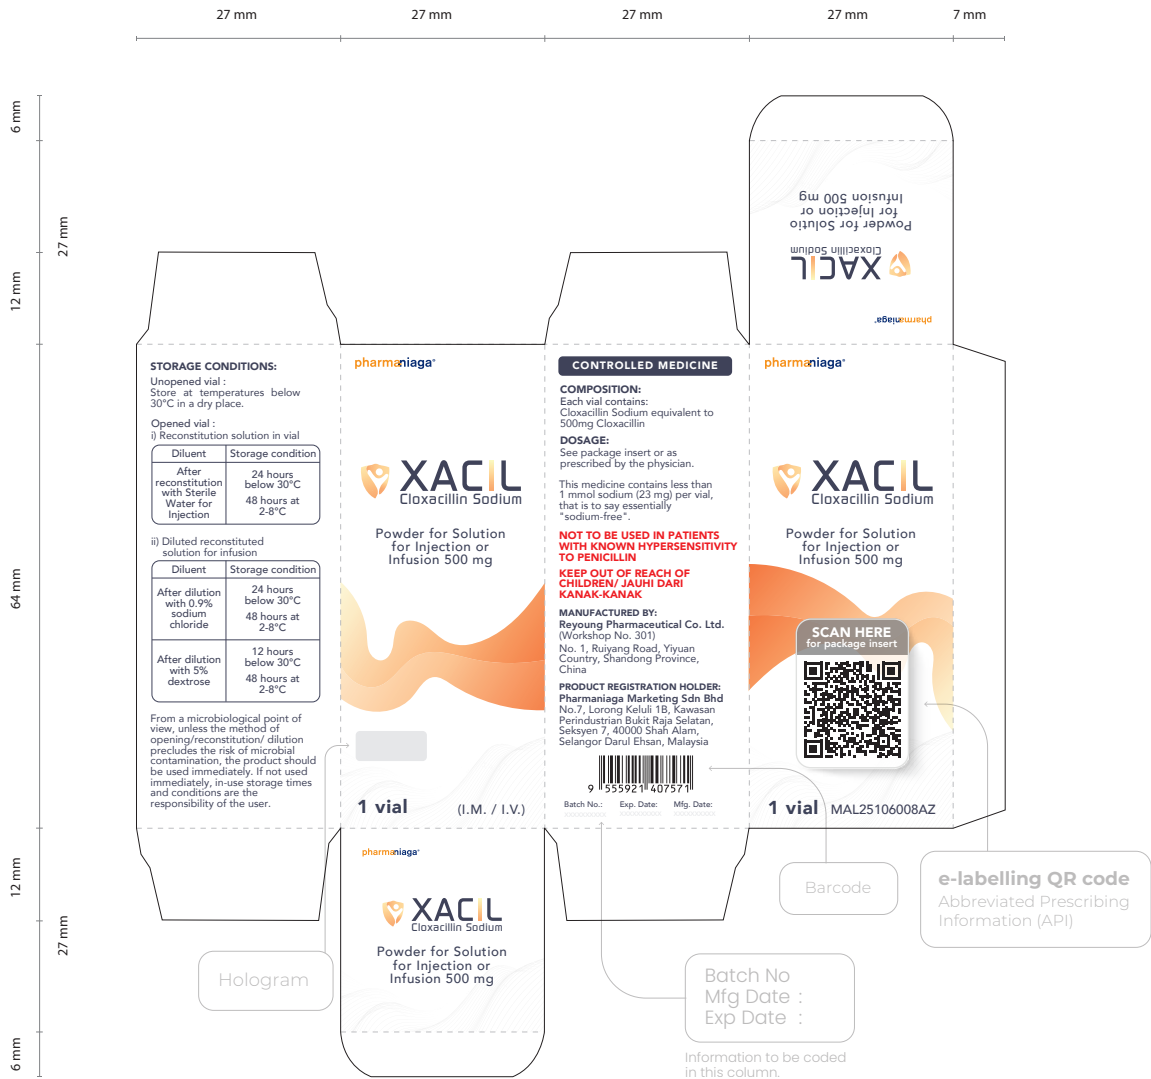 27 mm
27 mm
27 mm
27 mm
7 mm
6 mm
27 mm
12 mm
64 mm
12 mm
27 mm
6 mm
pharmaniaga®
XACIL
Cloxacillin Sodium
Powder for Solutio
for Injection or
Infusion 500 mg
STORAGE CONDITIONS:
Unopened vial :
Store at temperatures below
30°C in a dry place.
Opened vial :
i) Reconstitution solution in vial
Diluent Storage condition
After
reconstitution
with Sterile
Water for
Injection
24 hours
below 30°C
48 hours at
2-8°C
ii) Diluted reconstituted
solution for infusion
Diluent Storage condition
After dilution
with 0.9%
sodium
chloride
24 hours
below 30°C
48 hours at
2-8°C
After dilution
with 5%
dextrose
12 hours
below 30°C
48 hours at
2-8°C
From a microbiological point of
view, unless the method of
opening/reconstitution/ dilution
precludes the risk of microbial
contamination, the product should
be used immediately. If not used
immediately, in-use storage times
and conditions are the
responsibility of the user.
pharmaniaga®
XACIL
Cloxacillin Sodium
Powder for Solution
for Injection or
Infusion 500 mg
1 vial (I.M. / I.V.)
CONTROLLED MEDICINE
COMPOSITION:
Each vial contains:
Cloxacillin Sodium equivalent to
500mg Cloxacillin
DOSAGE:
See package insert or as
prescribed by the physician.
This medicine contains less than
1 mmol sodium (23 mg) per vial,
that is to say essentially
"sodium-free".
NOT TO BE USED IN PATIENTS
WITH KNOWN HYPERSENSITIVITY
TO PENICILLIN
KEEP OUT OF REACH OF
CHILDREN/ JAUHI DARI
KANAK-KANAK
MANUFACTURED BY:
Reyoung Pharmaceutical Co. Ltd.
(Workshop No. 301)
No. 1, Ruiyang Road, Yiyuan
Country, Shandong Province,
China
PRODUCT REGISTRATION HOLDER:
Pharmaniaga Marketing Sdn Bhd
No.7, Lorong Keluli 1B, Kawasan
Perindustrian Bukit Raja Selatan,
Seksyen 7, 40000 Shah Alam,
Selangor Darul Ehsan, Malaysia
9 555921 407571
Batch No.: Exp. Date: Mfg. Date:
pharmaniaga®
XACIL
Cloxacillin Sodium
Powder for Solution
for Injection or
Infusion 500 mg
SCAN HERE
for package insert
1 vial MAL25106008AZ
pharmaniaga®
XACIL
Cloxacillin Sodium
Powder for Solution
for Injection or
Infusion 500 mg
Hologram
Barcode
e-labelling QR code
Abbreviated Prescribing
Information (API)
Batch No
Mfg Date :
Exp Date :
Information to be coded
in this column.